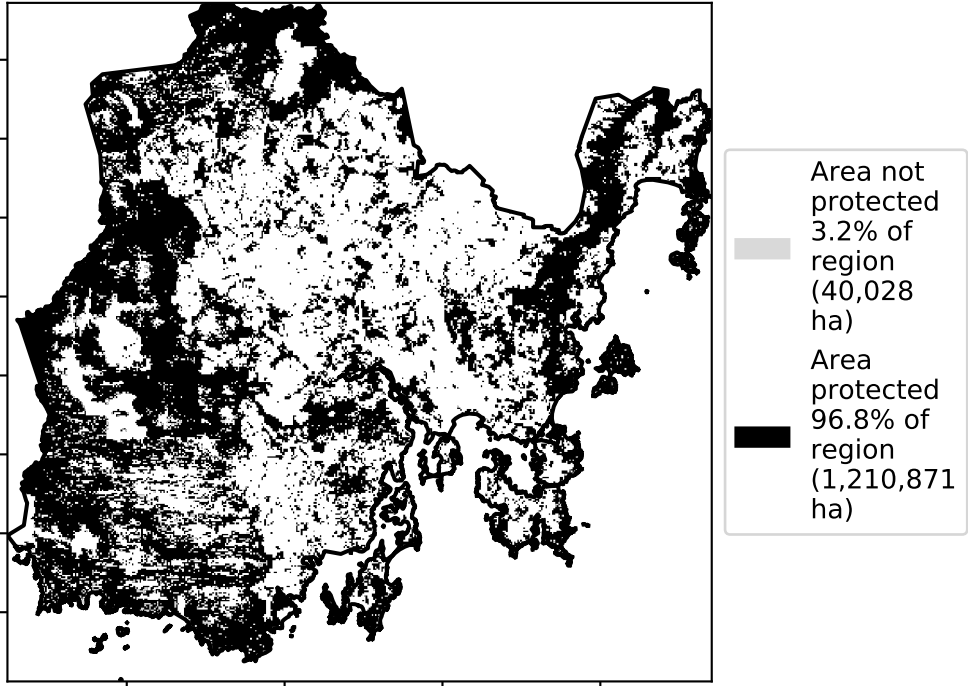 Area not
protected
3.2% of
region
(40,028
ha)
Area
protected
96.8% of
region
(1,210,871
ha)